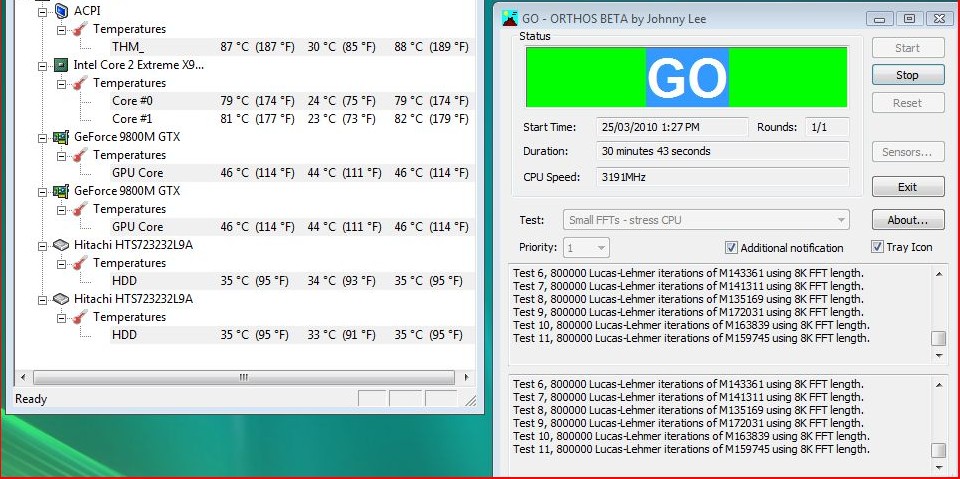 ACPI
Temperatures
THM_ 87 °C (187 °F) 30 °C (85 °F) 88 °C (189 °F)
Intel Core 2 Extreme X9...
Temperatures
Core #0 79 °C (174 °F) 24 °C (75 °F) 79 °C (174 °F)
Core #1 81 °C (177 °F) 23 °C (73 °F) 82 °C (179 °F)
GeForce 9800M GTX
Temperatures
GPU Core 46 °C (114 °F) 44 °C (111 °F) 46 °C (114 °F)
GeForce 9800M GTX
Temperatures
GPU Core 46 °C (114 °F) 44 °C (111 °F) 46 °C (114 °F)
Hitachi HTS723232L9A
Temperatures
HDD 35 °C (95 °F) 34 °C (93 °F) 35 °C (95 °F)
Hitachi HTS723232L9A
Temperatures
HDD 35 °C (95 °F) 33 °C (91 °F) 35 °C (95 °F)
Ready
GO - ORTHOS BETA by Johnny Lee
Status
GO
Start Time: 25/03/2010 1:27 PM Rounds: 1/1
Duration: 30 minutes 43 seconds
CPU Speed: 3191MHz
Start
Stop
Reset
Sensors...
Exit
About...
Test: Small FFTs - stress CPU
Priority: 1 Additional notification Tray Icon
Test 6, 800000 Lucas-Lehmer iterations of M143361 using 8K FFT length.
Test 7, 800000 Lucas-Lehmer iterations of M141311 using 8K FFT length.
Test 8, 800000 Lucas-Lehmer iterations of M135169 using 8K FFT length.
Test 9, 800000 Lucas-Lehmer iterations of M172031 using 8K FFT length.
Test 10, 800000 Lucas-Lehmer iterations of M163839 using 8K FFT length.
Test 11, 800000 Lucas-Lehmer iterations of M159745 using 8K FFT length.
Test 6, 800000 Lucas-Lehmer iterations of M143361 using 8K FFT length.
Test 7, 800000 Lucas-Lehmer iterations of M141311 using 8K FFT length.
Test 8, 800000 Lucas-Lehmer iterations of M135169 using 8K FFT length.
Test 9, 800000 Lucas-Lehmer iterations of M172031 using 8K FFT length.
Test 10, 800000 Lucas-Lehmer iterations of M163839 using 8K FFT length.
Test 11, 800000 Lucas-Lehmer iterations of M159745 using 8K FFT length.